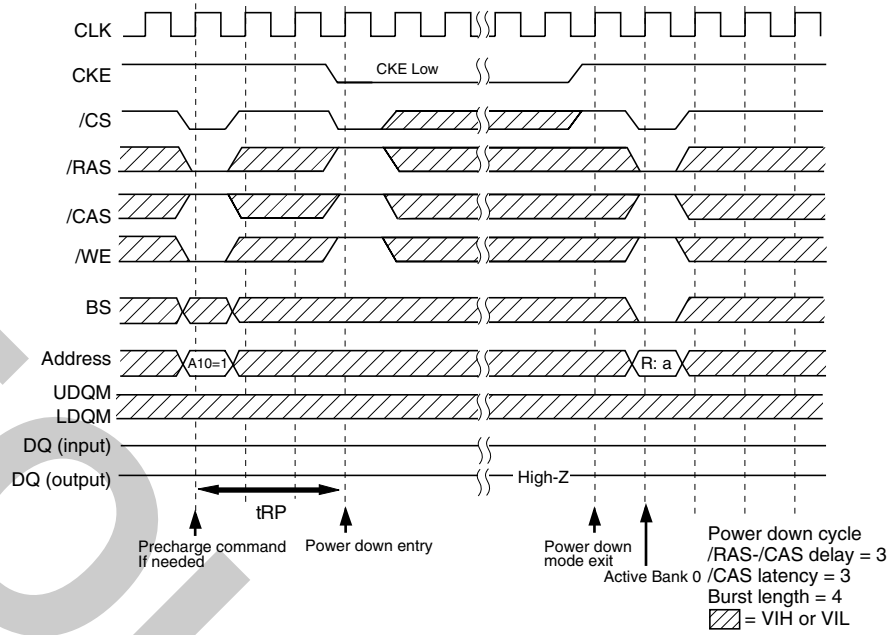 CLK
CKE
CKE Low
/CS
/RAS
/CAS
/WE
BS
Address
A10=1
R: a
UDQM
LDQM
DQ (input)
DQ (output)
High-Z
tRP
Precharge command
If needed
Power down entry
Power down
mode exit
Active Bank 0
Power down cycle
/RAS-/CAS delay = 3
/CAS latency = 3
Burst length = 4
= VIH or VIL